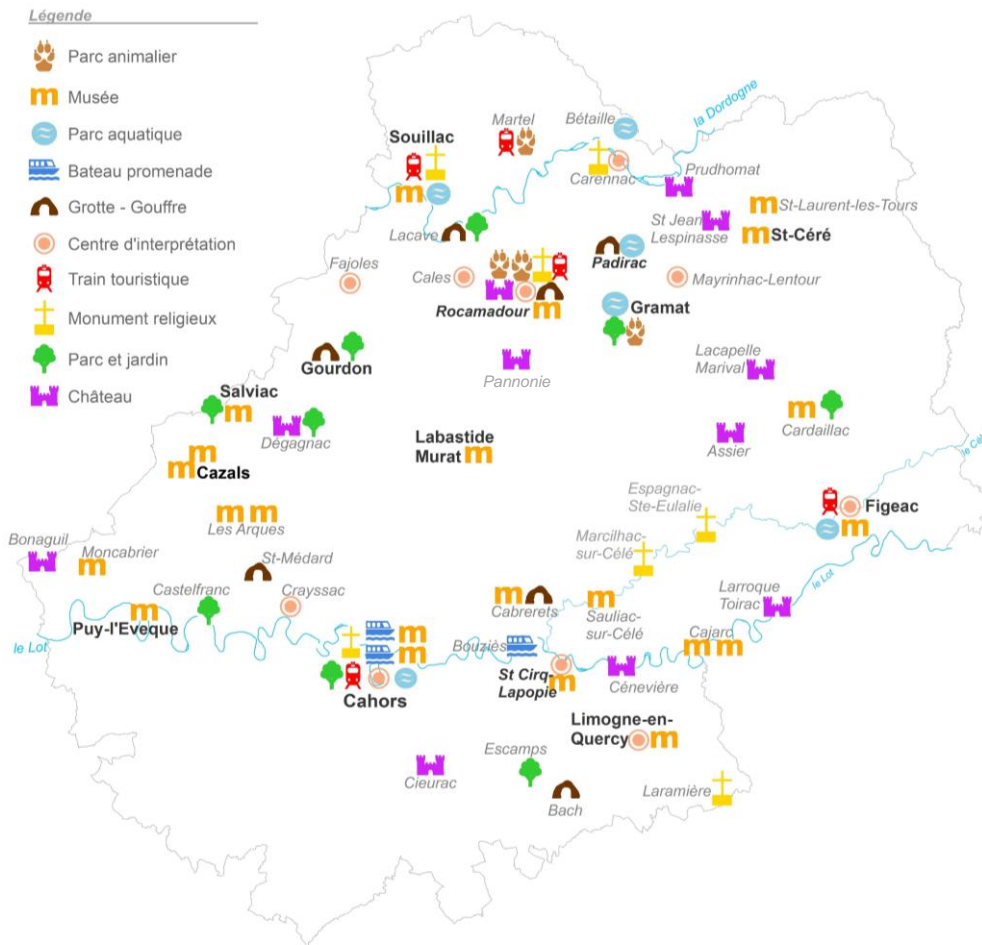 Légende
Parc animalier
Musée
Parc aquatique
Bateau promenade
Grotte - Gouffre
Centre d'interprétation
Train touristique
Monument religieux
Parc et jardin
Château
la Dordogne
Martel
Bétaille
Souillac
Carennac
Prudhomat
St-Laurent-les-Tours
St Jean
Lespinasse
St-Céré
Lacave
Padirac
Fajoles
Cales
Mayrinhac-Lentour
Rocamadour
Gramat
Gourdon
Pannonie
Lacapelle
Marival
Salviac
Dégagnac
Cardaillac
Labastide
Murat
Assier
Cazals
le Cél
Espagnac-
Ste-Eulalie
Figeac
Les Arques
Bonaguil
Moncabrier
St-Médard
Marcilhac-
sur-Célé
Castelfranc
Crayssac
le Lot
Larroque
Toirac
Cabrerets
Sauliac-
sur-Célé
Puy-l'Eveque
le Lot
Bouziès
Cajard
St Cirq-
Lapopie
Cénevière
Cahors
Limogne-en-
Quercy
Escamps
Cieurac
Laramière
Bach